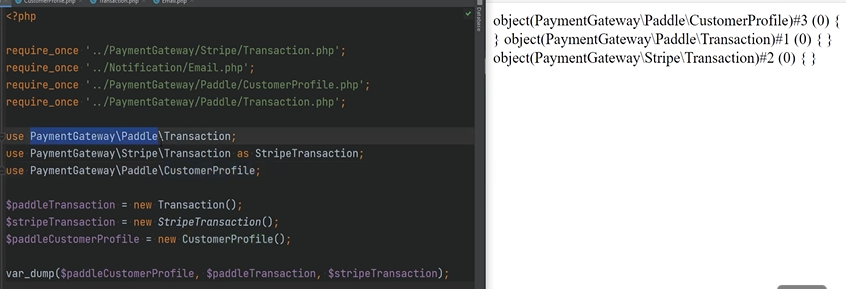 CustomerProfile.php × Transaction.php × Email.php ×
<?php
require_once '../PaymentGateway/Stripe/Transaction.php';
require_once '../Notification/Email.php';
require_once '../PaymentGateway/Paddle/CustomerProfile.php';
require_once '../PaymentGateway/Paddle/Transaction.php';
use PaymentGateway\Paddle\Transaction;
use PaymentGateway\Stripe\Transaction as StripeTransaction;
use PaymentGateway\Paddle\CustomerProfile;
$paddleTransaction = new Transaction();
$stripeTransaction = new StripeTransaction();
$paddleCustomerProfile = new CustomerProfile();
var_dump($paddleCustomerProfile, $paddleTransaction, $stripeTransaction);
Database
object(PaymentGateway\Paddle\CustomerProfile)#3 (0) {
} object(PaymentGateway\Paddle\Transaction)#1 (0) { }
object(PaymentGateway\Stripe\Transaction)#2 (0) { }